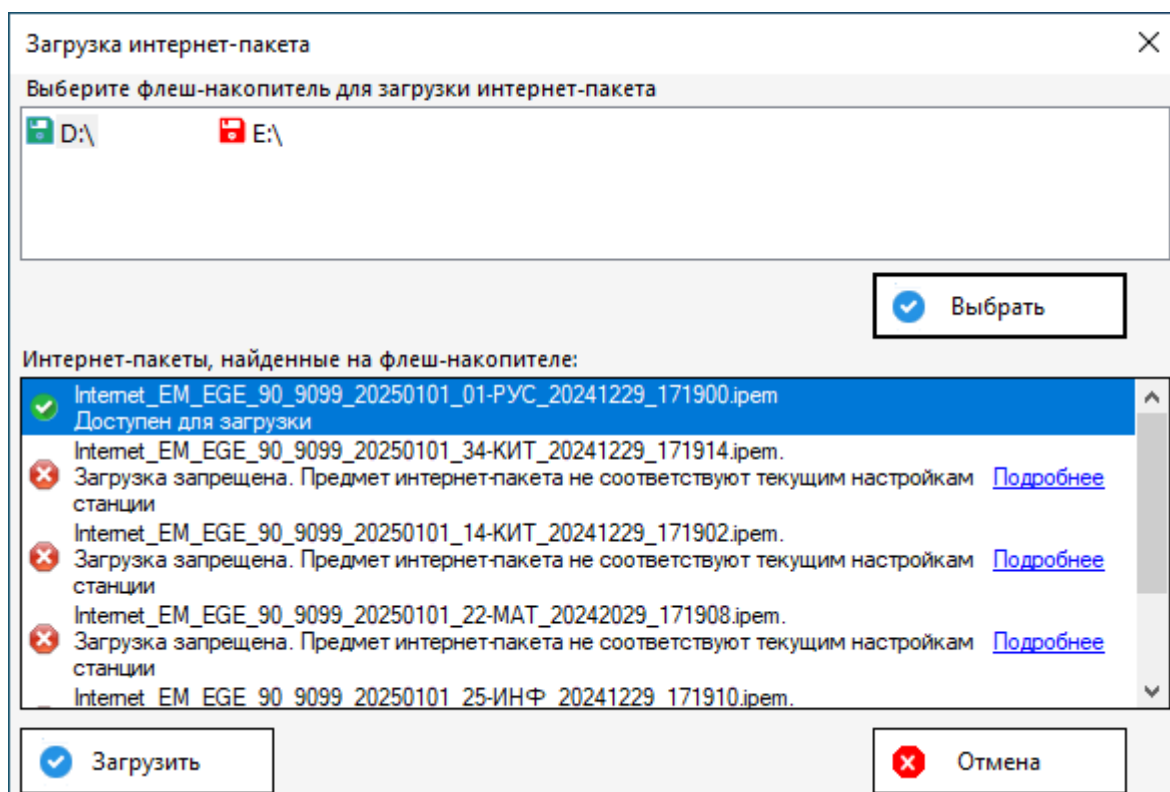 Загрузка интернет-пакета
Выберите флеш-накопитель для загрузки интернет-пакета
D:\ E:\
Выбрать
Интернет-пакеты, найденные на флеш-накопителе:
Internet_EM_EGE_90_9099_20250101_01-РУС_20241229_171900.ipem
Доступен для загрузки
Internet_EM_EGE_90_9099_20250101_34-КИТ_20241229_171914.ipem.
Загрузка запрещена. Предмет интернет-пакета не соответствуют текущим настройкам Подробнее
станции
Internet_EM_EGE_90_9099_20250101_14-КИТ_20241229_171902.ipem.
Загрузка запрещена. Предмет интернет-пакета не соответствуют текущим настройкам Подробнее
станции
Internet_EM_EGE_90_9099_20250101_22-МАТ_20242029_171908.ipem.
Загрузка запрещена. Предмет интернет-пакета не соответствуют текущим настройкам Подробнее
станции
Internet_EM_EGE_90_9099_20250101_25-ИНФ_20241229_171910.ipem.
Загрузить Отмена